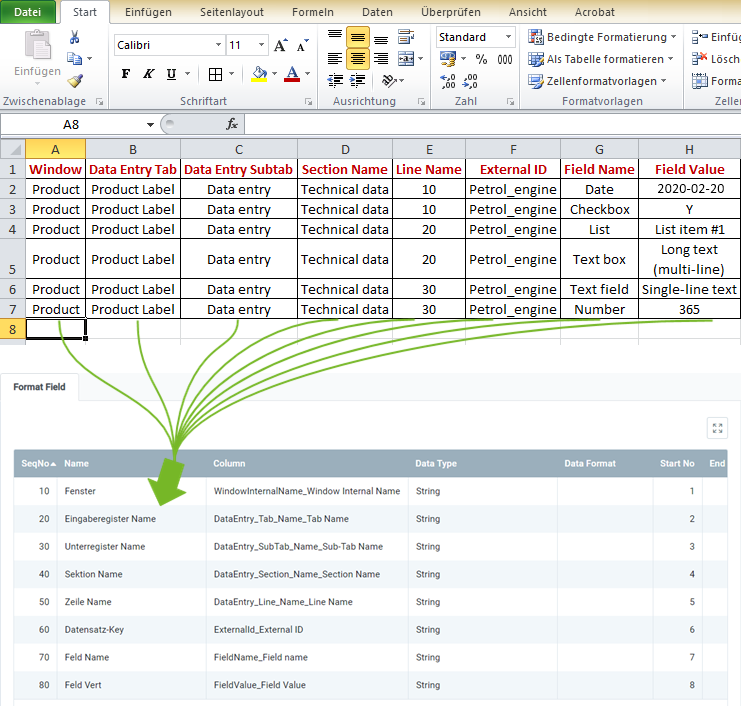 Datei Start Einfügen Seitenlayout Formeln Daten Überprüfen Ansicht Acrobat
Einfügen
Calibri 11 A A
F K U A
Standard
% 000
Bedingte Formatierung
Als Tabelle formatieren
Zellenformatvorlagen
Einfü
Lösch
Forma
Zwischenablage Schriftart Ausrichtung Zahl Formatvorlagen Zelle
A8 fx
A B C D E F G H
1 Window Data Entry Tab Data Entry Subtab Section Name Line Name External ID Field Name Field Value
2 Product Product Label Data entry Technical data 10 Petrol_engine Date 2020-02-20
3 Product Product Label Data entry Technical data 10 Petrol_engine Checkbox Y
4 Product Product Label Data entry Technical data 20 Petrol_engine List List item #1
5 Product Product Label Data entry Technical data 20 Petrol_engine Text box Long text
(multi-line)
6 Product Product Label Data entry Technical data 30 Petrol_engine Text field Single-line text
7 Product Product Label Data entry Technical data 30 Petrol_engine Number 365
8
Format Field
SeqNo Name Column Data Type Data Format Start No End
10 Fenster WindowInternalName_Window Internal Name String 1
20 Eingaberegister Name DataEntry_Tab_Name_Tab Name String 2
30 Unterregister Name DataEntry_SubTab_Name_Sub-Tab Name String 3
40 Sektion Name DataEntry_Section_Name_Section Name String 4
50 Zeile Name DataEntry_Line_Name_Line Name String 5
60 Datensatz-Key ExternalId_External ID String 6
70 Feld Name FieldName_Field name String 7
80 Feld Vert FieldValue_Field Value String 8